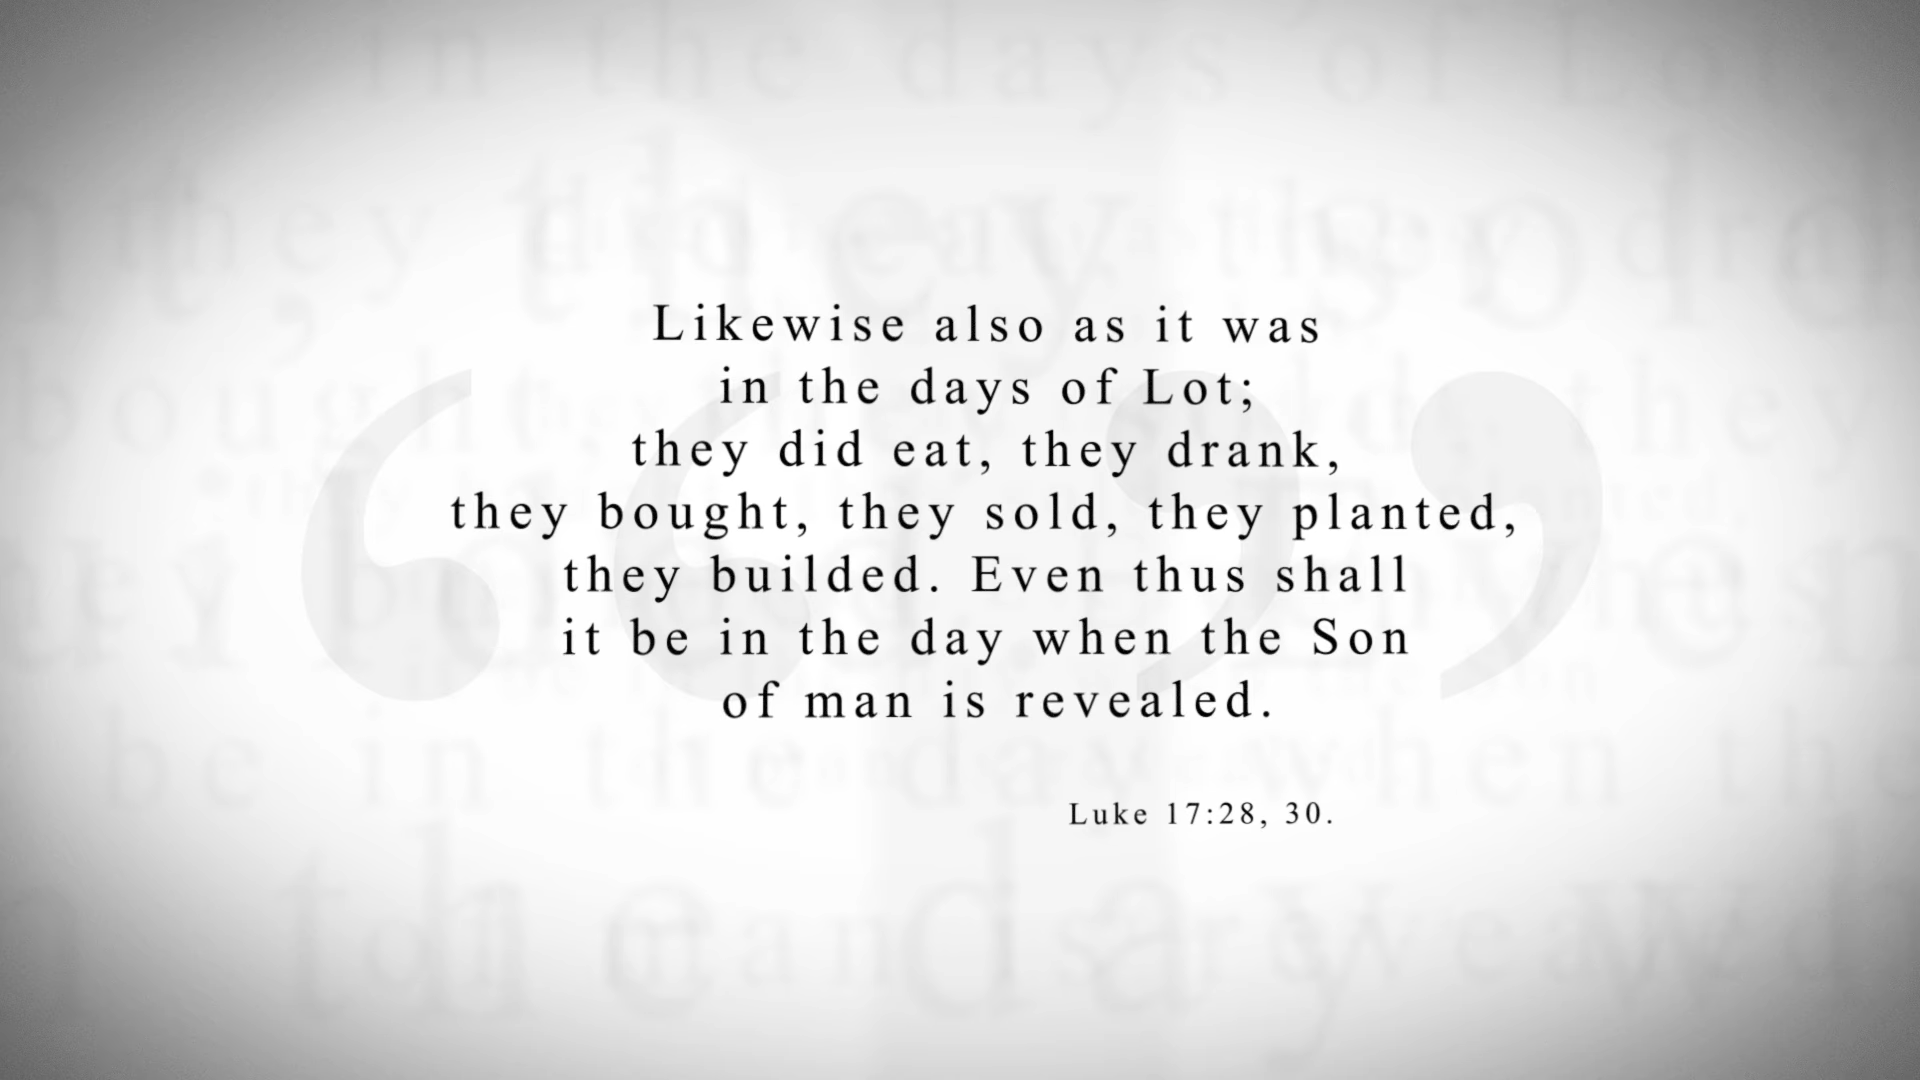 Likewise also as it was
in the days of Lot;
they did eat, they drank,
they bought, they sold, they planted,
they builded. Even thus shall
it be in the day when the Son
of man is revealed.
Luke 17:28, 30.